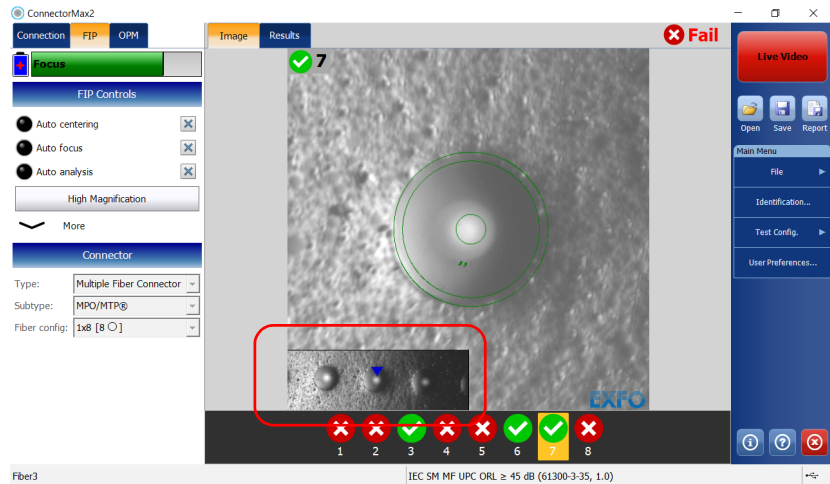 ConnectorMax2
Connection FIP OPM
Focus
FIP Controls
Auto centering
Auto focus
Auto analysis
High Magnification
More
Connector
Type: Multiple Fiber Connector
Subtype: MPO/MTP®
Fiber config: 1x8 [8 O]
Image Results
Fail
7
EXFO
1 2 3 4 5 6 7 8
Live Video
Open Save Report
Main Menu
File
Identification...
Test Config.
User Preferences...
Fiber3
IEC SM MF UPC ORL ≥ 45 dB (61300-3-35, 1.0)